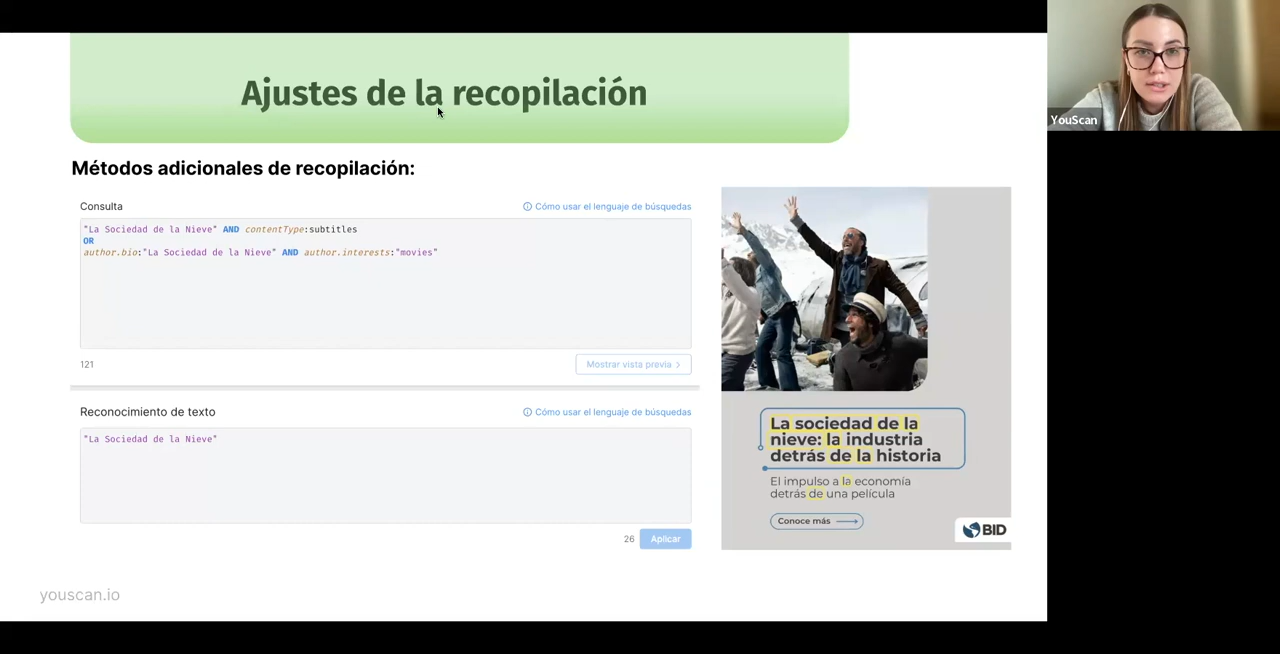 Ajustes de la recopilación
YouScan
Métodos adicionales de recopilación:
Consulta
Cómo usar el lenguaje de búsquedas
"La Sociedad de la Nieve" AND contentType:subtitles
OR
author.bio:"La Sociedad de la Nieve" AND author.interests:"movies"
121
Mostrar vista previa >
Reconocimiento de texto
Cómo usar el lenguaje de búsquedas
"La Sociedad de la Nieve"
26
Aplicar
La sociedad de la
nieve: la industria
detrás de la historia
El impulso a la economía
detrás de una película
Conoce más
BID
youscan.io